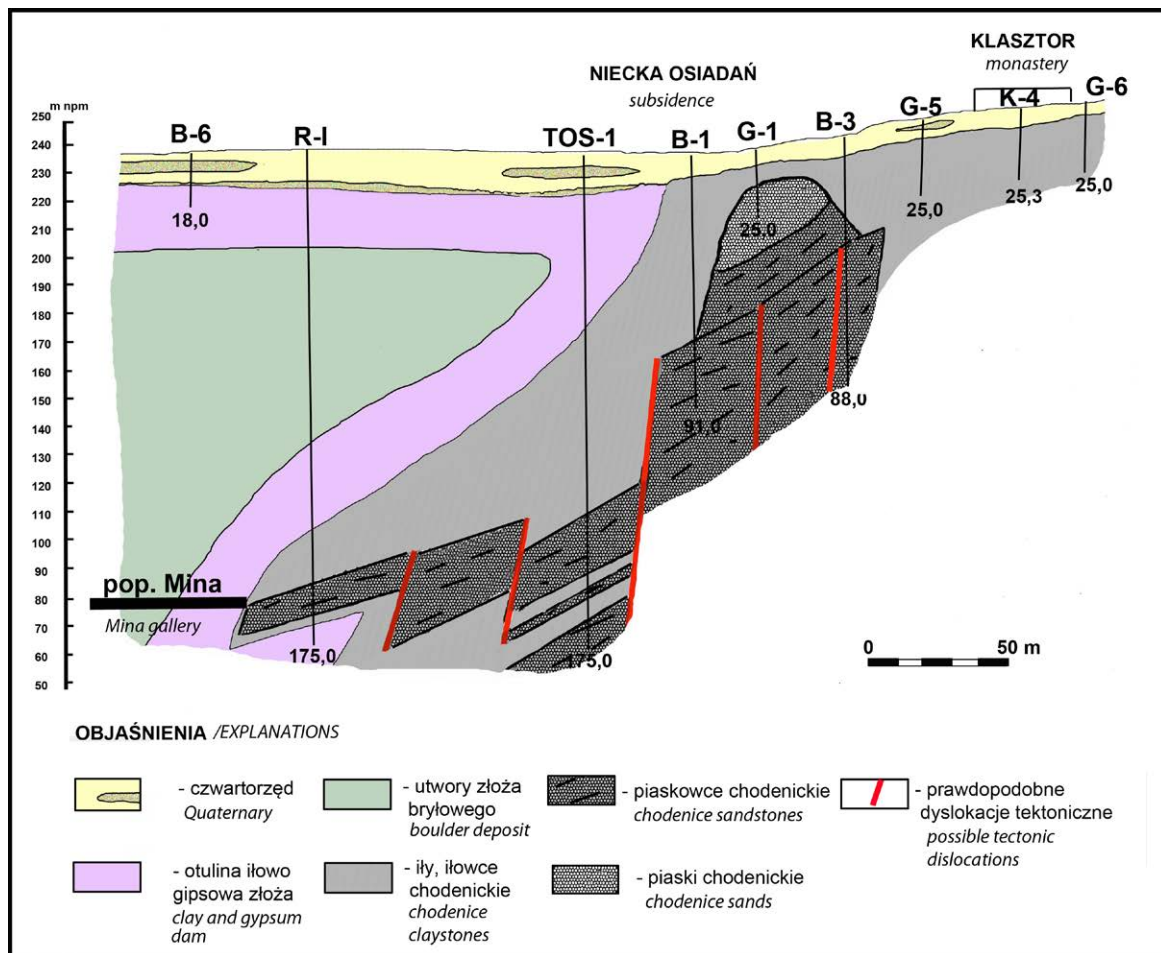 KLASZTOR
monastery
NIECKA OSIADAŃ
subsidence
m npm
B-6
R-I
TOS-1
B-1
G-1
B-3
G-5
K-4
G-6
250
240
230
220
210
200
190
180
170
160
150
140
130
120
110
100
90
80
70
60
50
18,0
25,0
25,0
25,3
25,0
91,0
88,0
175,0
175,0
pop. Mina
Mina gallery
0 50 m
OBJAŚNIENIA /EXPLANATIONS
- czwartorzęd
Quaternary
- utwory złoża
bryłowego
boulder deposit
- piaskowce chodenickie
chodenice sandstones
- prawdopodobne
dyslokacje tektoniczne
possible tectonic
dislocations
- otulina iłowo
gipsowa złoża
clay and gypsum
dam
- iły, iłowce
chodenickie
chodenice
claystones
- piaski chodenickie
chodenice sands